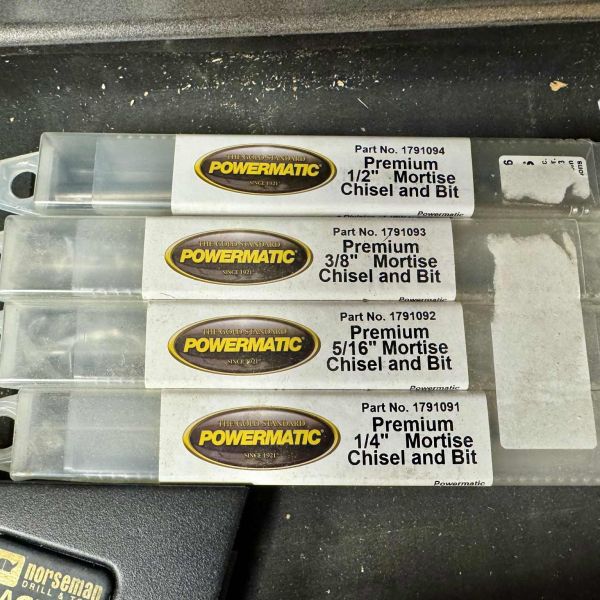 Part No. 1791094
THE GOLD STANDARD
POWERMATIC
SINCE 1921
Premium
1/2" Mortise
Chisel and Bit
Powermatic
Part No. 1791093
THE GOLD STANDARD
POWERMATIC
SINCE 1921
Premium
3/8" Mortise
Chisel and Bit
Powermatic
Part No. 1791092
THE GOLD STANDARD
POWERMATIC
SINCE 1921
Premium
5/16" Mortise
Chisel and Bit
Powermatic
Part No. 1791091
THE GOLD STANDARD
POWERMATIC
SINCE 1921
Premium
1/4" Mortise
Chisel and Bit
Powermatic
norseman
DRILL &